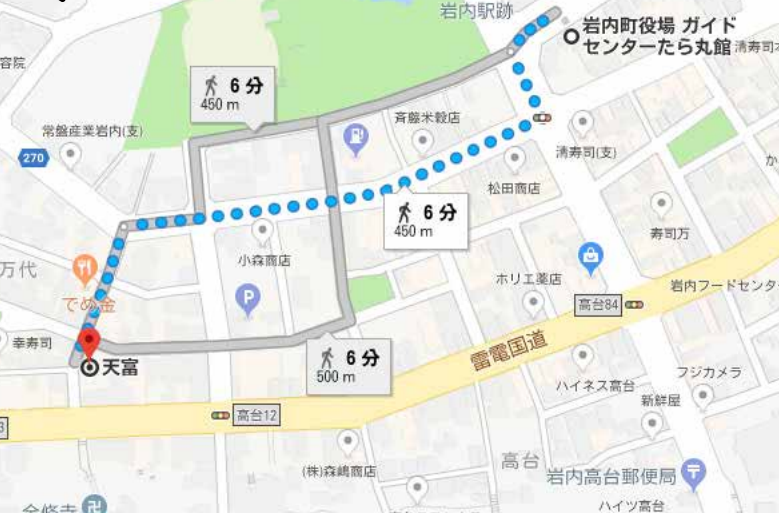 岩内駅跡
岩内町役場 ガイド
センターたら丸館
清寿司本
容院
6 分
450 m
常盤産業岩内(支)
斉藤米穀店
清寿司(支)
270
松田商店
6 分
450 m
寿司万
小森商店
万代
ホリエ薬店
岩内フードセンタ
でめ金
P
高台84
幸寿司
6 分
500 m
雷電国道
天富
ハイネス高台
フジカメラ
新鮮屋
3
高台12
(株)森嶋商店
高台
岩内高台郵便局
ハイツ高台